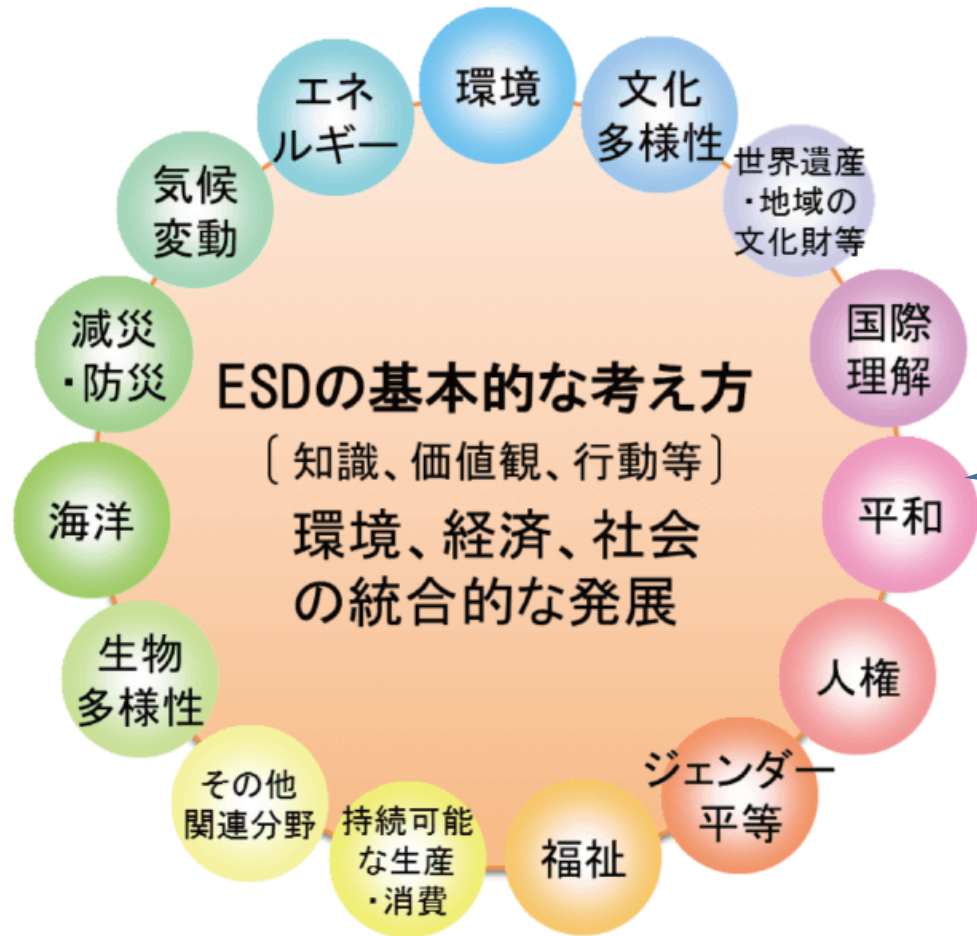 環境
文化
多様性
世界遺産
・地域の
文化財等
国際
理解
平和
人権
ジェンダー
平等
福祉
持続可能
な生産
・消費
その他
関連分野
生物
多様性
海洋
減災
・防災
気候
変動
エネ
ルギー
ESDの基本的な考え方
〔知識、価値観、行動等〕
環境、経済、社会
の統合的な発展